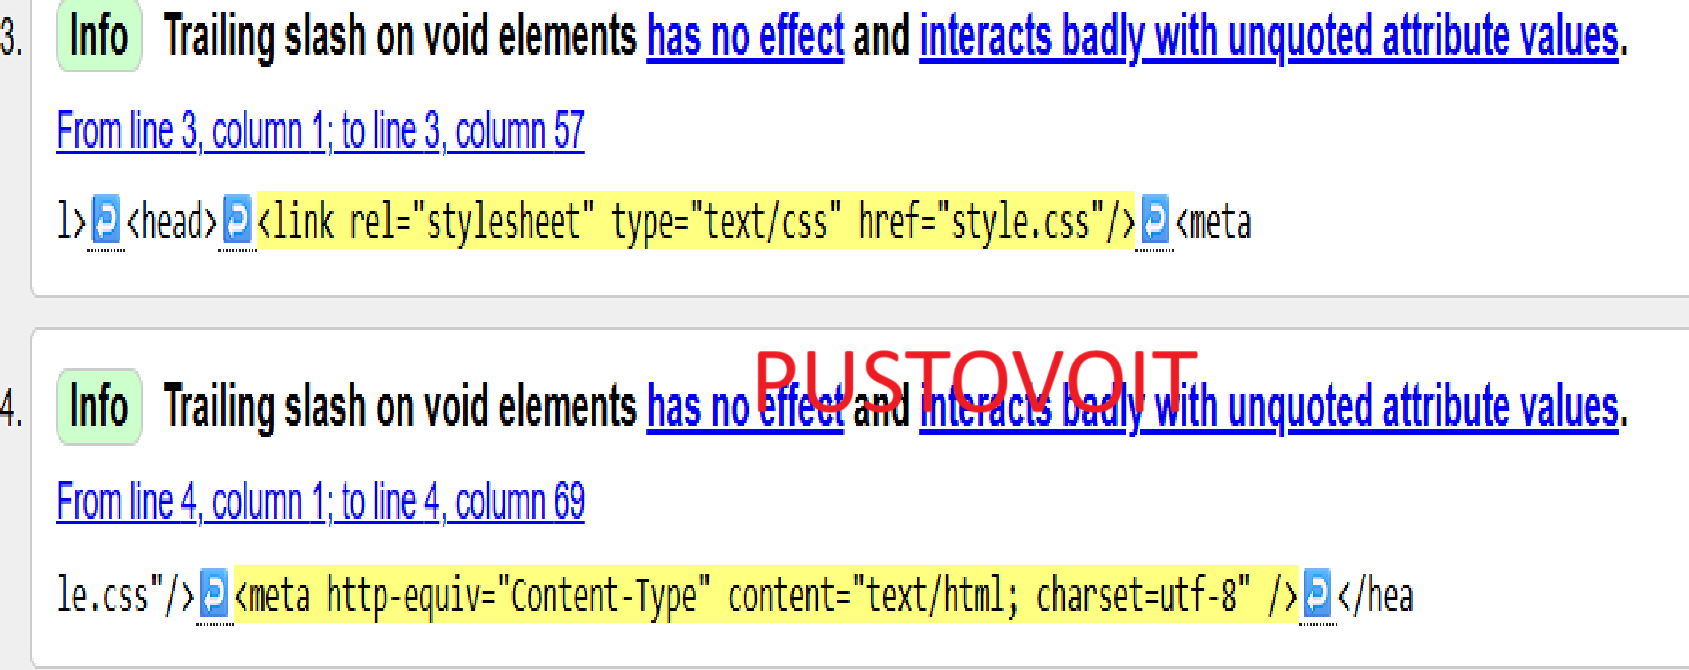 3. Info Trailing slash on void elements has no effect and interacts badly with unquoted attribute values.
From line 3, column 1; to line 3, column 57
l>↩<head>↩<link rel="stylesheet" type="text/css" href="style.css"/>↩<meta
PUSTOVOIT
4. Info Trailing slash on void elements has no effect and interacts badly with unquoted attribute values.
From line 4, column 1; to line 4, column 69
le.css"/>↩<meta http-equiv="Content-Type" content="text/html; charset=utf-8" />↩</hea